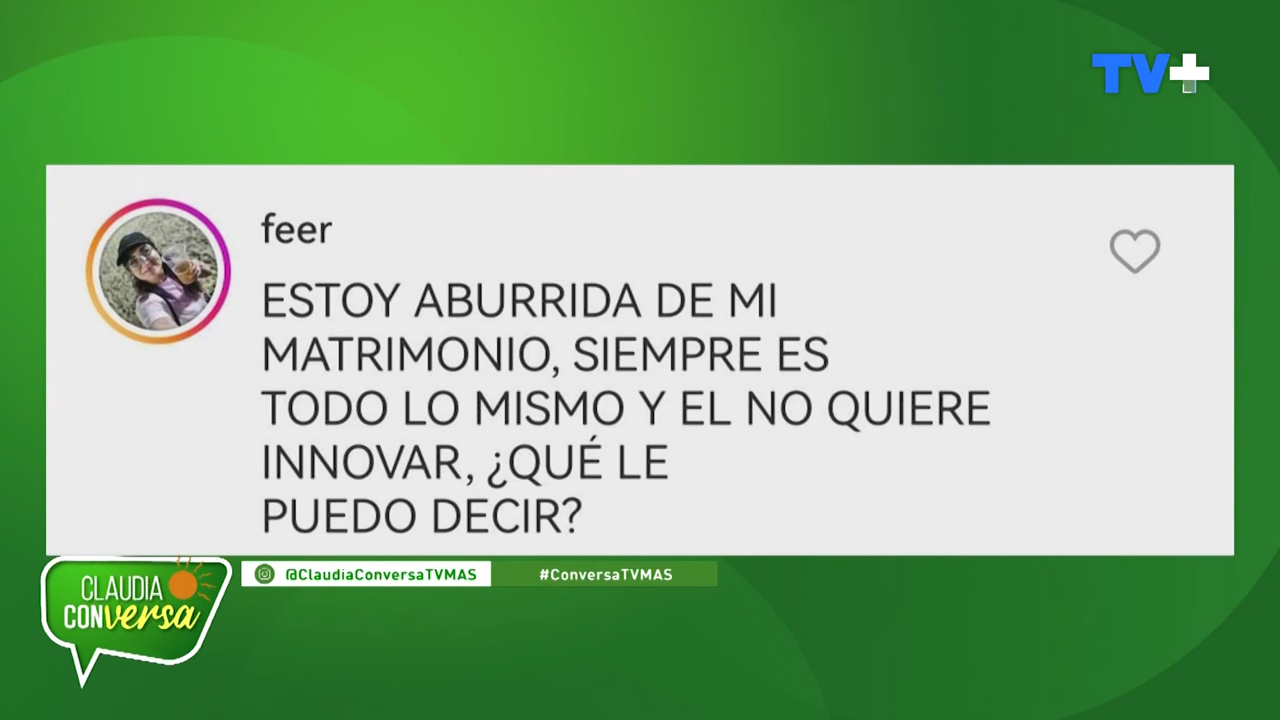 TV+
feer
ESTOY ABURRIDA DE MI
MATRIMONIO, SIEMPRE ES
TODO LO MISMO Y EL NO QUIERE
INNOVAR, ¿QUÉ LE
PUEDO DECIR?
@ClaudiaConversaTVMAS #ConversaTVMAS
CLAUDIA
CONversa